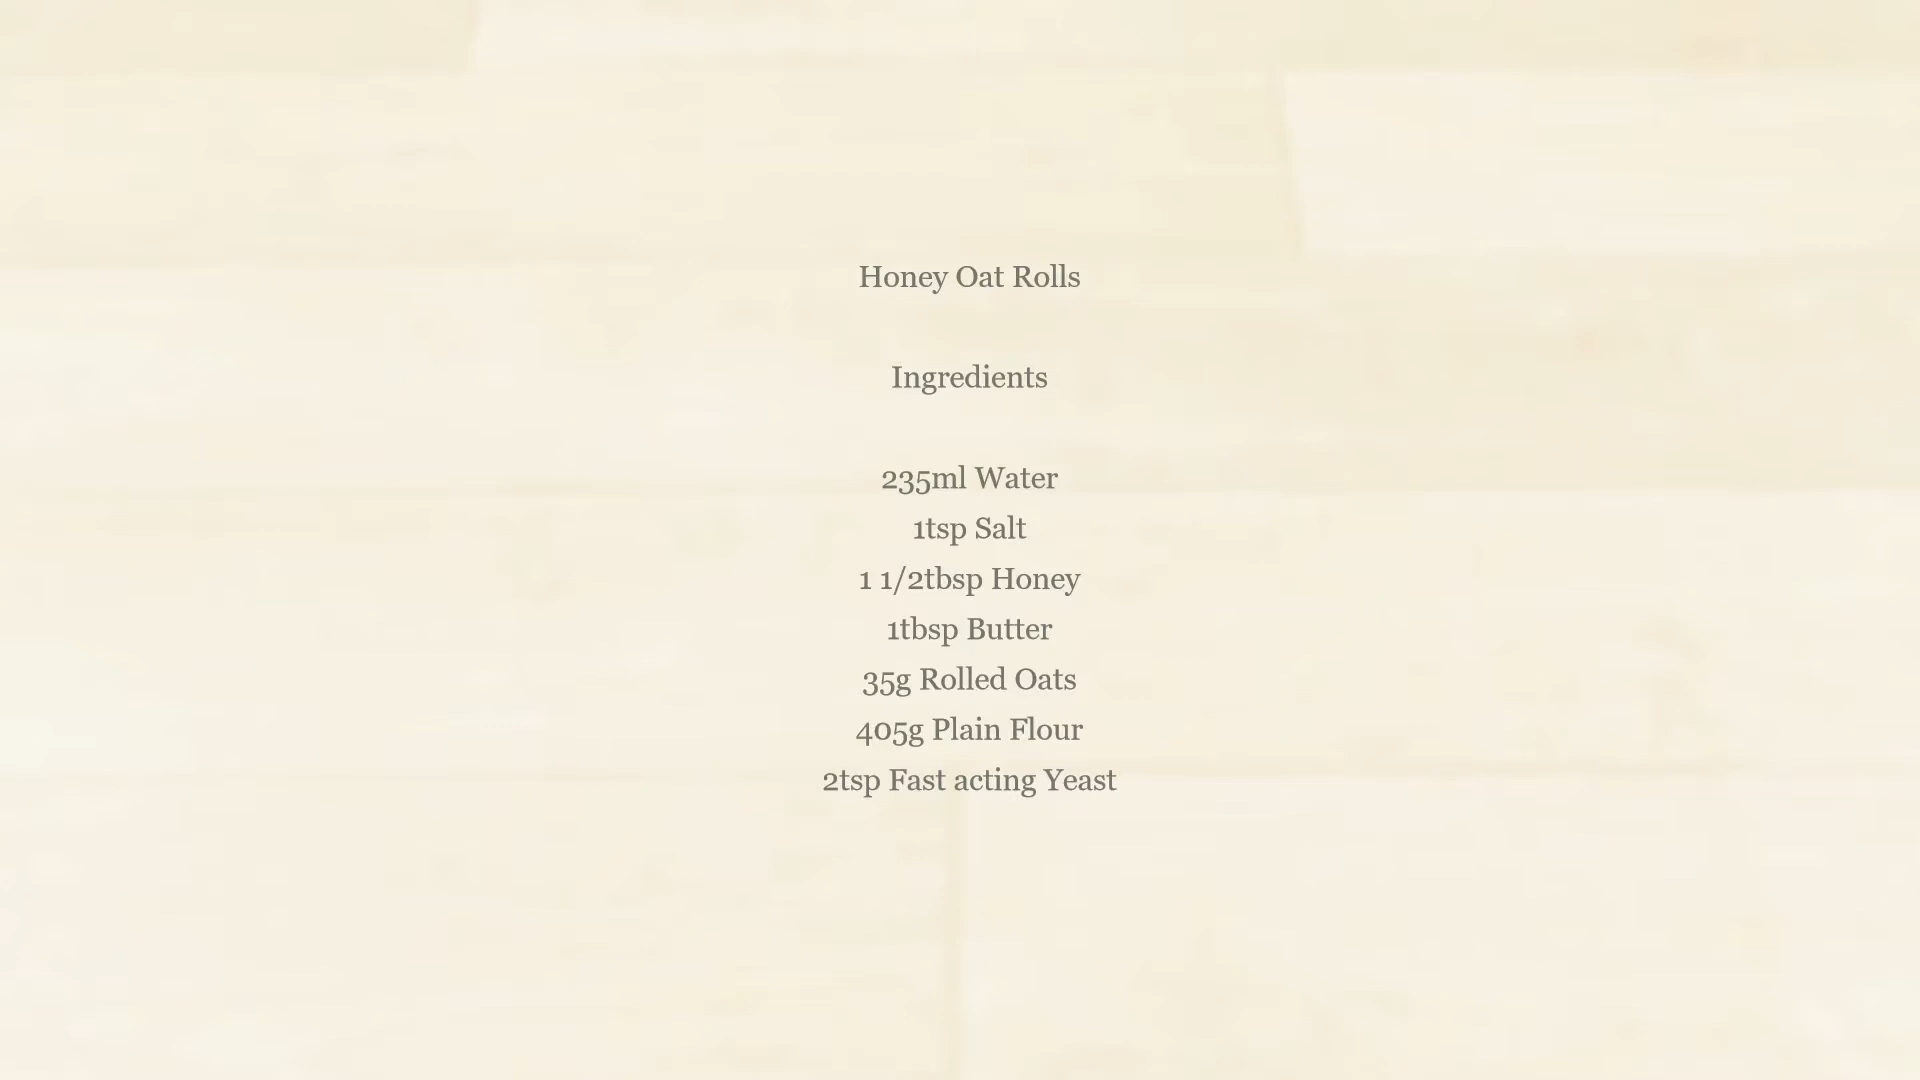 Honey Oat Rolls
Ingredients
235ml Water
1tsp Salt
1 1/2tbsp Honey
1tbsp Butter
35g Rolled Oats
405g Plain Flour
2tsp Fast acting Yeast